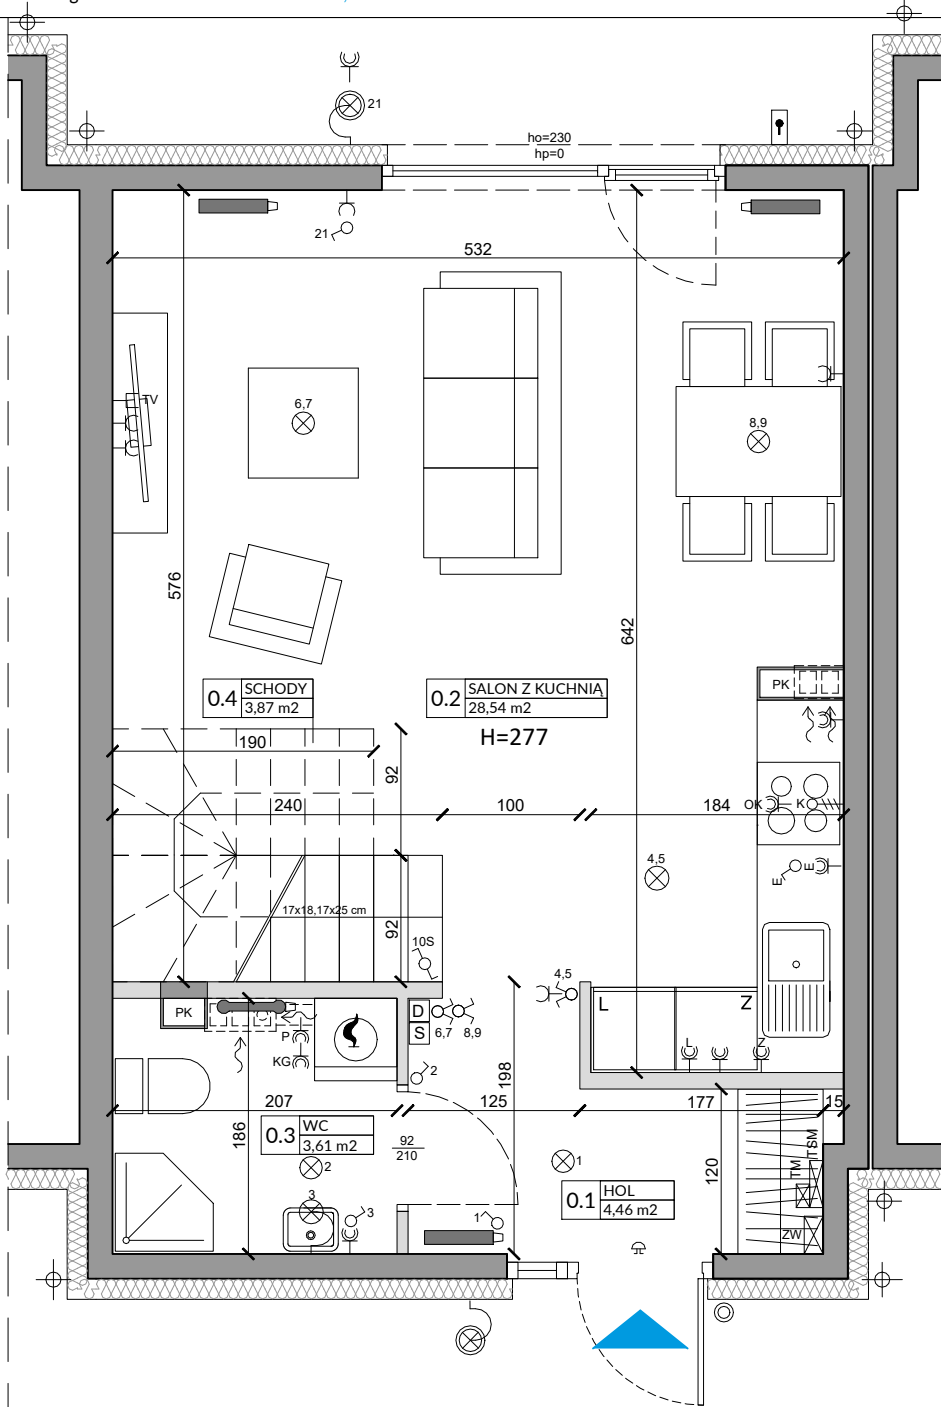 21
ho=230
hp=0
21
532
TV
6,7
8,9
576
642
0.4 SCHODY
3,87 m2
0.2 SALON Z KUCHNIĄ
28,54 m2
H=277
PK
190
92
240
100
184
OK
K
4,5
E
E
17x18,17x25 cm
92
10S
4,5
L
Z
PK
D
S
6,7
8,9
P
KG
L
Z
2
198
207
125
177
15
186
0.3 WC
3,61 m2
92
210
2
1
120
TM
TSM
3
3
0.1 HOL
4,46 m2
1
ZW